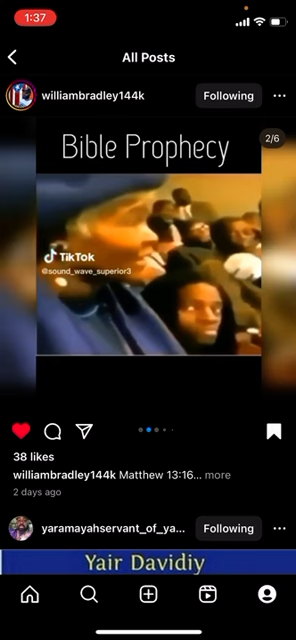 1:37
All Posts
williambradley144k
Following
2/6
Bible Prophecy
TikTok
@sound_wave_superior3
38 likes
williambradley144k Matthew 13:16... more
2 days ago
yaramayahservant_of_ya...
Following
Yair Davidiy